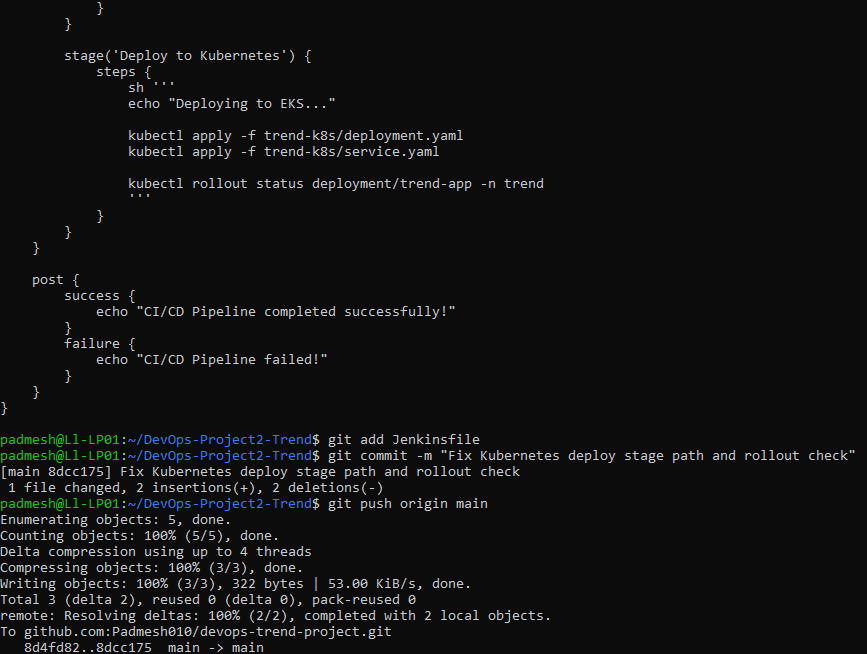 }
        }

        stage('Deploy to Kubernetes') {
            steps {
                sh '''
                echo "Deploying to EKS..."

                kubectl apply -f trend-k8s/deployment.yaml
                kubectl apply -f trend-k8s/service.yaml

                kubectl rollout status deployment/trend-app -n trend
                '''
            }
        }
    }

    post {
        success {
            echo "CI/CD Pipeline completed successfully!"
        }
        failure {
            echo "CI/CD Pipeline failed!"
        }
    }
}

padmesh@Ll-LP01:~/DevOps-Project2-Trend$ git add Jenkinsfile
padmesh@Ll-LP01:~/DevOps-Project2-Trend$ git commit -m "Fix Kubernetes deploy stage path and rollout check"
[main 8dcc175] Fix Kubernetes deploy stage path and rollout check
 1 file changed, 2 insertions(+), 2 deletions(-)
padmesh@Ll-LP01:~/DevOps-Project2-Trend$ git push origin main
Enumerating objects: 5, done.
Counting objects: 100% (5/5), done.
Delta compression using up to 4 threads
Compressing objects: 100% (3/3), done.
Writing objects: 100% (3/3), 322 bytes | 53.00 KiB/s, done.
Total 3 (delta 2), reused 0 (delta 0), pack-reused 0
remote: Resolving deltas: 100% (2/2), completed with 2 local objects.
To github.com:Padmesh010/devops-trend-project.git
   8d4fd82..8dcc175  main -> main